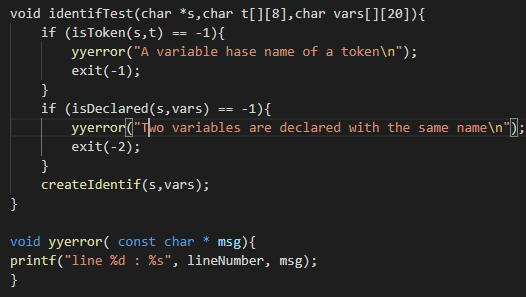 void identifTest(char *s,char t[][8],char vars[][20]){
    if (isToken(s,t) == -1){
        yyerror("A variable hase name of a token\n");
        exit(-1);
    }
    if (isDeclared(s,vars) == -1){
        yyerror("Two variables are declared with the same name\n");
        exit(-2);
    }
    createIdentif(s,vars);
}

void yyerror( const char * msg){
printf("line %d : %s", lineNumber, msg);
}